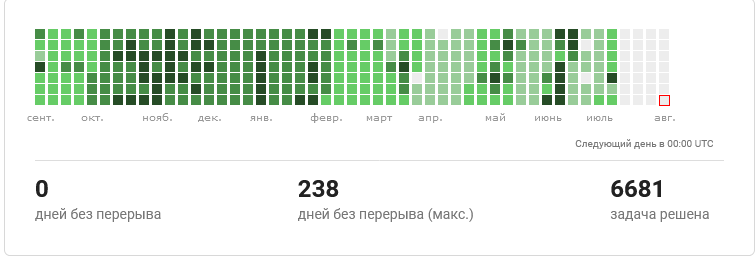 сент. окт. нояб. дек. янв. февр. март апр. май июнь июль авг.
Следующий день в 00:00 UTC
0 238 6681
дней без перерыва дней без перерыва (макс.) задача решена